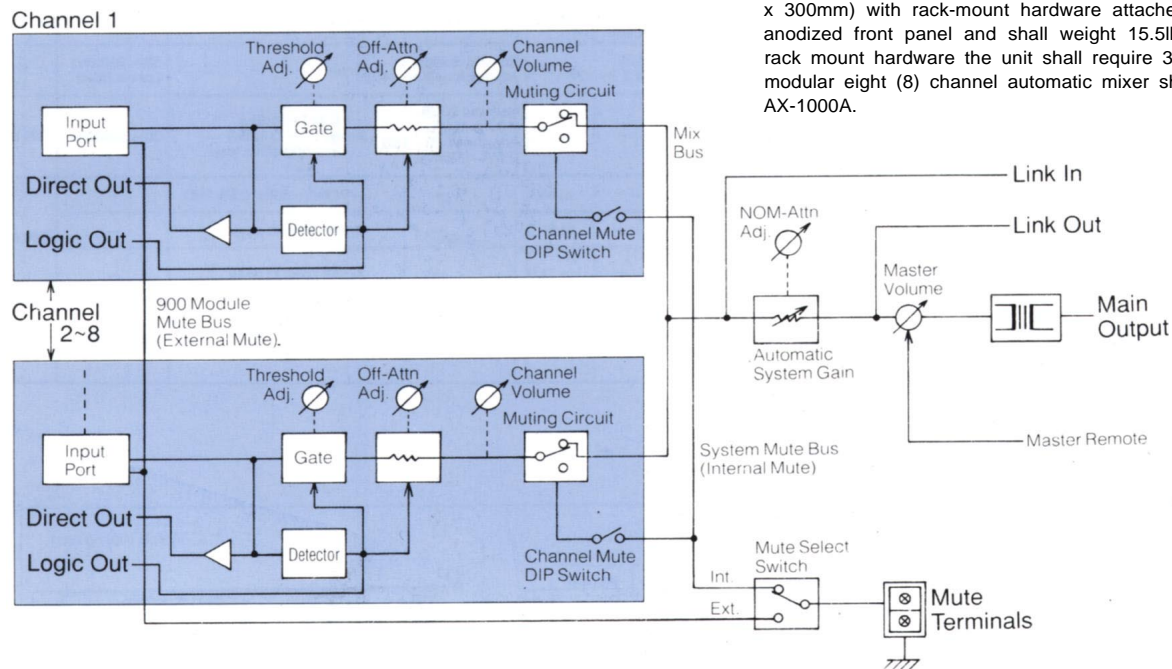 x 300mm) with rack-mount hardware attache
anodized front panel and shall weight 15.5l
rack mount hardware the unit shall require 3
modular eight (8) channel automatic mixer s
AX-1000A.
Channel 1
Threshold
Adj.
Off-Attn
Adj.
Channel
Volume
Muting Circuit
Input
Port
Gate
Direct Out
Logic Out
Detector
Channel Mute
DIP Switch
Mix
Bus
Link In
Link Out
NOM-Attn
Adj.
Master
Volume
Main
Output
Automatic
System Gain
Master Remote
Channel
2~8
900 Module
Mute Bus
(External Mute).
Threshold
Adj.
Off-Attn
Adj.
Channel
Volume
Muting Circuit
Input
Port
Gate
Direct Out
Logic Out
Detector
Channel Mute
DIP Switch
System Mute Bus
(Internal Mute)
Mute Select
Switch
Int.
Ext.
Mute
Terminals